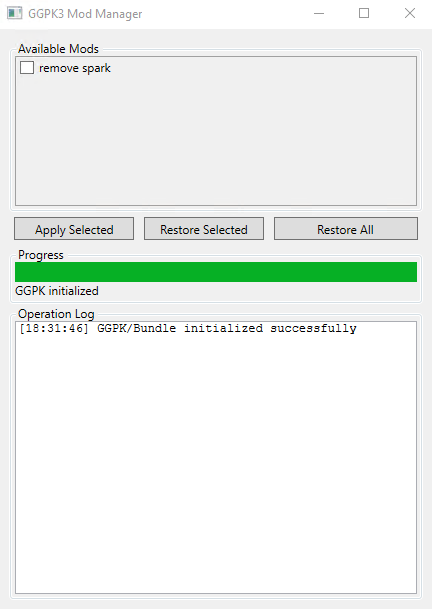 GGPK3 Mod Manager
Available Mods
remove spark
Apply Selected
Restore Selected
Restore All
Progress
GGPK initialized
Operation Log
[18:31:46] GGPK/Bundle initialized successfully